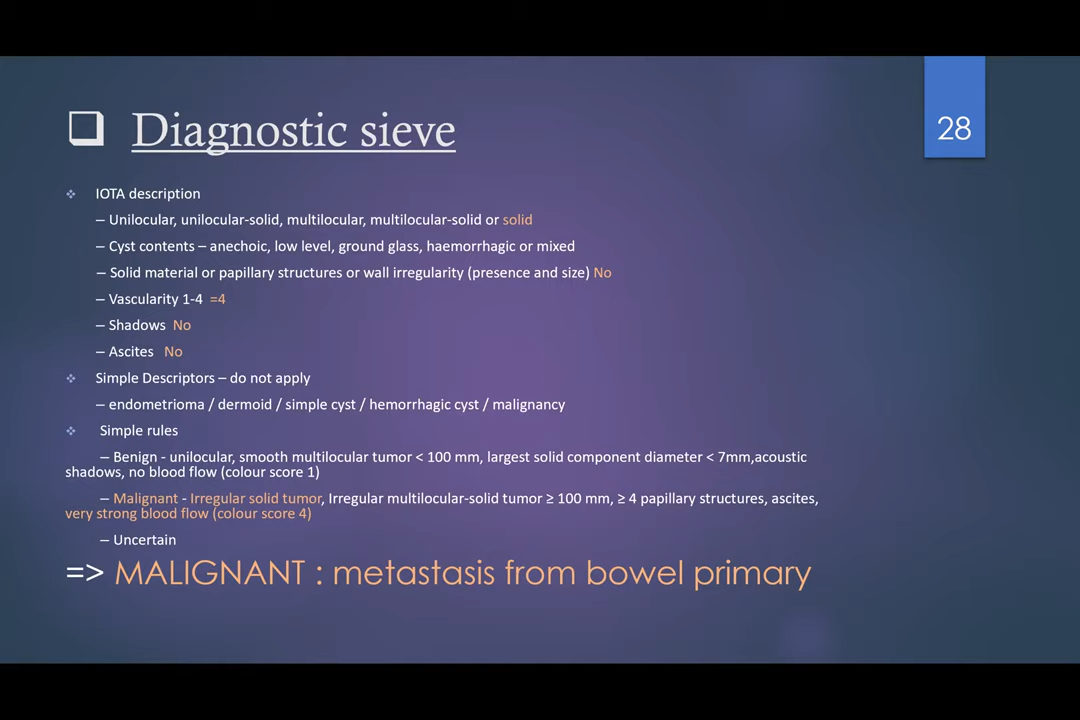 Diagnostic sieve
28
IOTA description
– Unilocular, unilocular-solid, multilocular, multilocular-solid or solid
– Cyst contents – anechoic, low level, ground glass, haemorrhagic or mixed
– Solid material or papillary structures or wall irregularity (presence and size) No
– Vascularity 1-4 =4
– Shadows No
– Ascites No
Simple Descriptors – do not apply
– endometrioma / dermoid / simple cyst / hemorrhagic cyst / malignancy
Simple rules
– Benign - unilocular, smooth multilocular tumor < 100 mm, largest solid component diameter < 7mm,acoustic
shadows, no blood flow (colour score 1)
– Malignant - Irregular solid tumor, Irregular multilocular-solid tumor ≥ 100 mm, ≥ 4 papillary structures, ascites,
very strong blood flow (colour score 4)
– Uncertain
=> MALIGNANT : metastasis from bowel primary